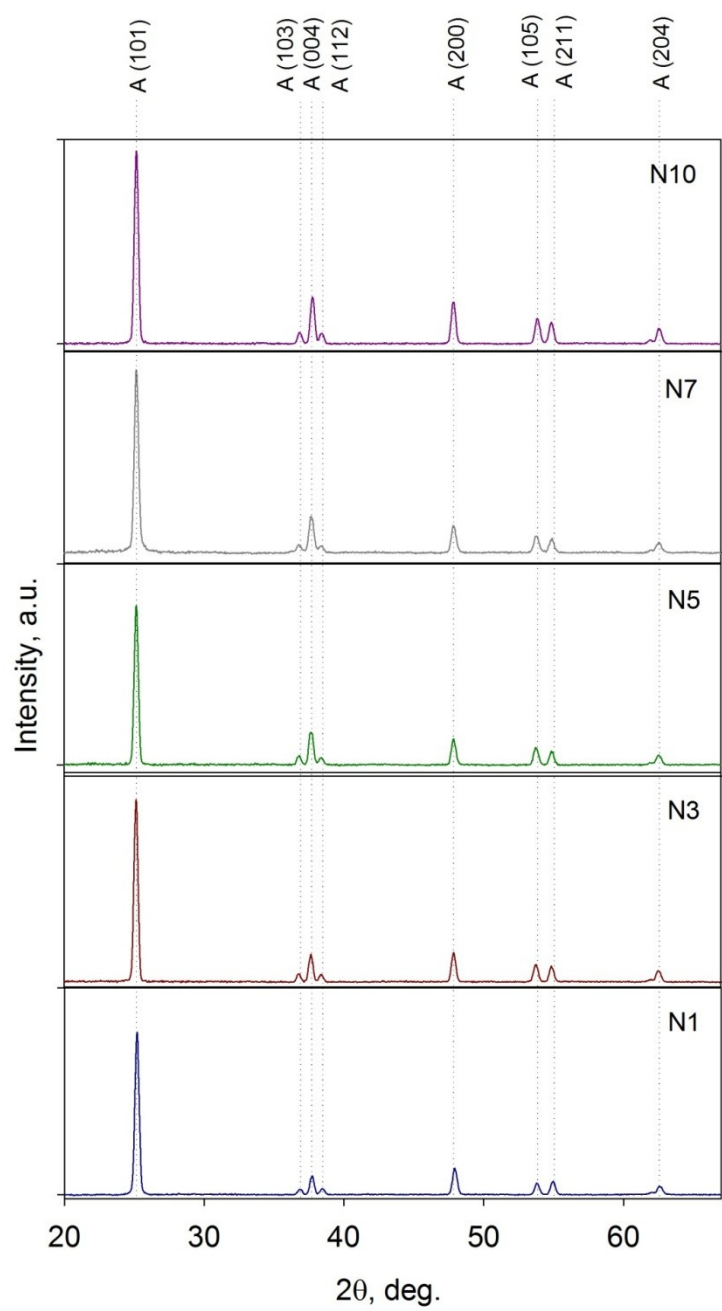 A (101)
A (103)
A (004)
A (112)
A (200)
A (105)
A (211)
A (204)
N10
N7
N5
N3
N1
Intensity, a.u.
20 30 40 50 60
2θ, deg.